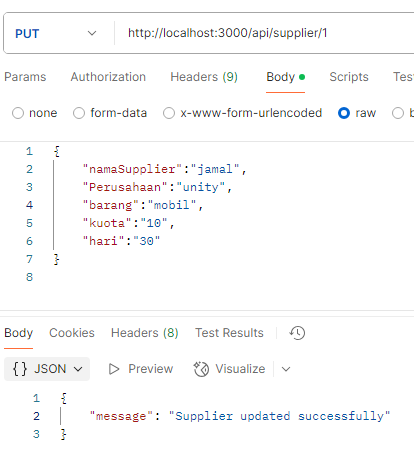 PUT http://localhost:3000/api/supplier/1
Params Authorization Headers (9) Body Scripts
none form-data x-www-form-urlencoded raw
1 {
2 "namaSupplier":"jamal",
3 "Perusahaan":"unity",
4 "barang":"mobil",
5 "kuota":"10",
6 "hari":"30"
7 }
8
Body Cookies Headers (8) Test Results
{} JSON Preview Visualize
1 {
2 "message": "Supplier updated successfully"
3 }